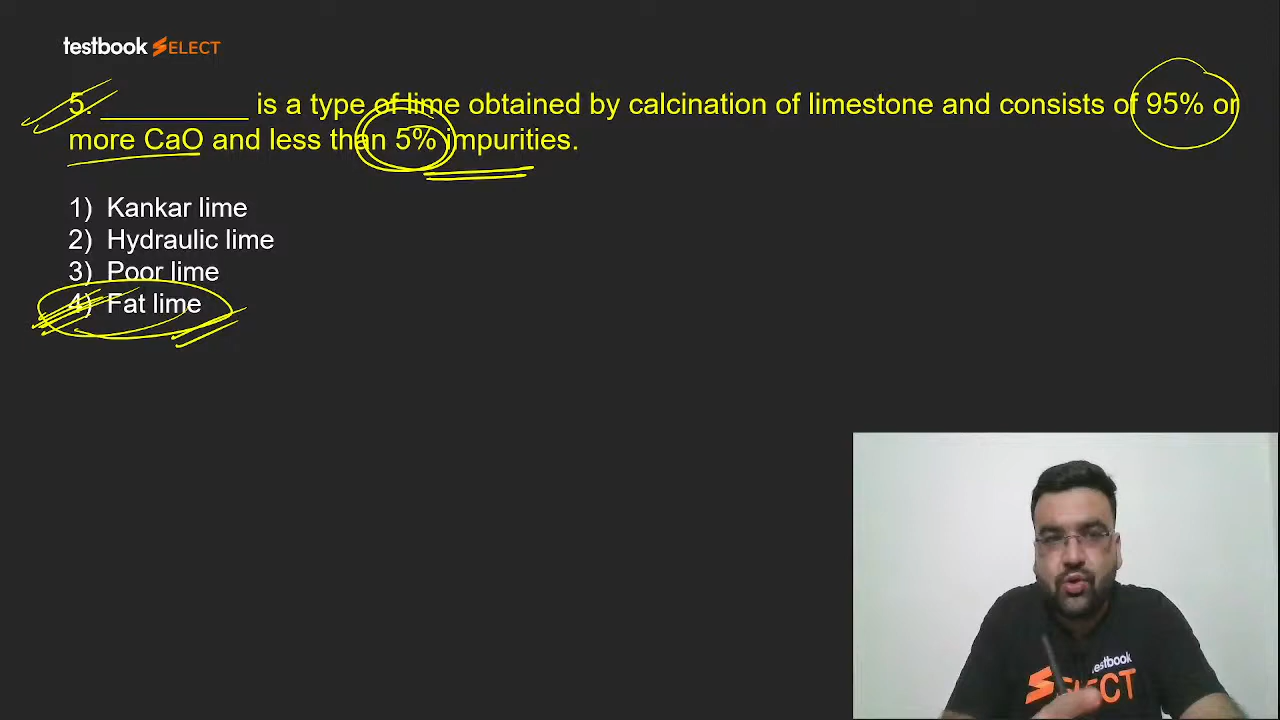 testbook SELECT
5. _________ is a type of lime obtained by calcination of limestone and consists of 95% or
more CaO and less than 5% impurities.
1) Kankar lime
2) Hydraulic lime
3) Poor lime
4) Fat lime
testbook
SELECT